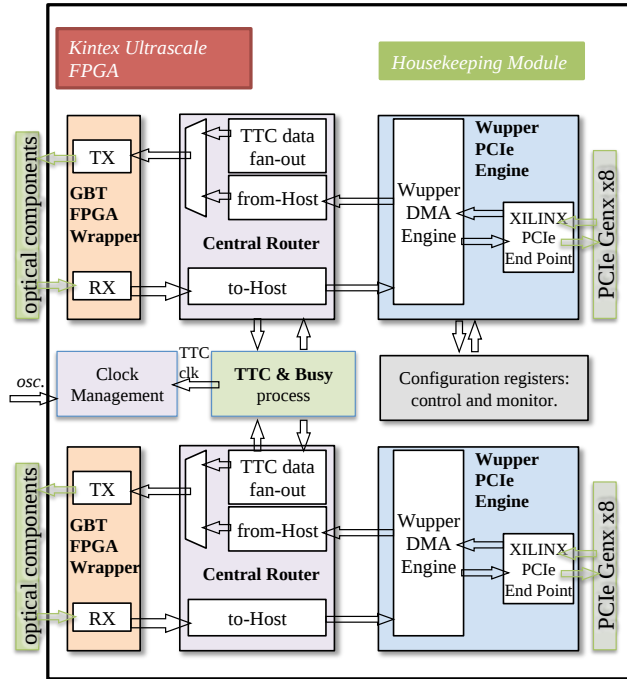 Kintex Ultrascale
FPGA
Housekeeping Module
optical components
TX
GBT
FPGA
Wrapper
RX
TTC data
fan-out
from-Host
Central Router
to-Host
Wupper
DMA
Engine
Wupper
PCIe
Engine
XILINX
PCIe
End Point
PCIe Genx x8
osc.
Clock
Management
TTC
clk
TTC & Busy
process
Configuration registers:
control and monitor.
optical components
TX
GBT
FPGA
Wrapper
RX
TTC data
fan-out
from-Host
Central Router
to-Host
Wupper
DMA
Engine
Wupper
PCIe
Engine
XILINX
PCIe
End Point
PCIe Genx x8